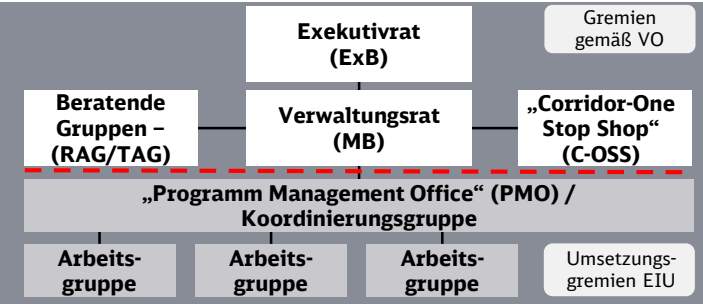 Exekutivrat
(ExB)
Gremien
gemäß VO
Beratende
Gruppen –
(RAG/TAG)
Verwaltungsrat
(MB)
„Corridor-One
Stop Shop“
(C-OSS)
„Programm Management Office“ (PMO) /
Koordinierungsgruppe
Arbeits-
gruppe
Arbeits-
gruppe
Arbeits-
gruppe
Umsetzungs-
gremien EIU